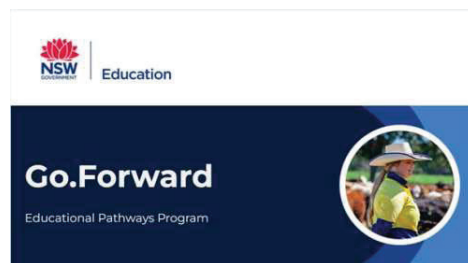 NSW
GOVERNMENT
Education
Go.Forward
Educational Pathways Program